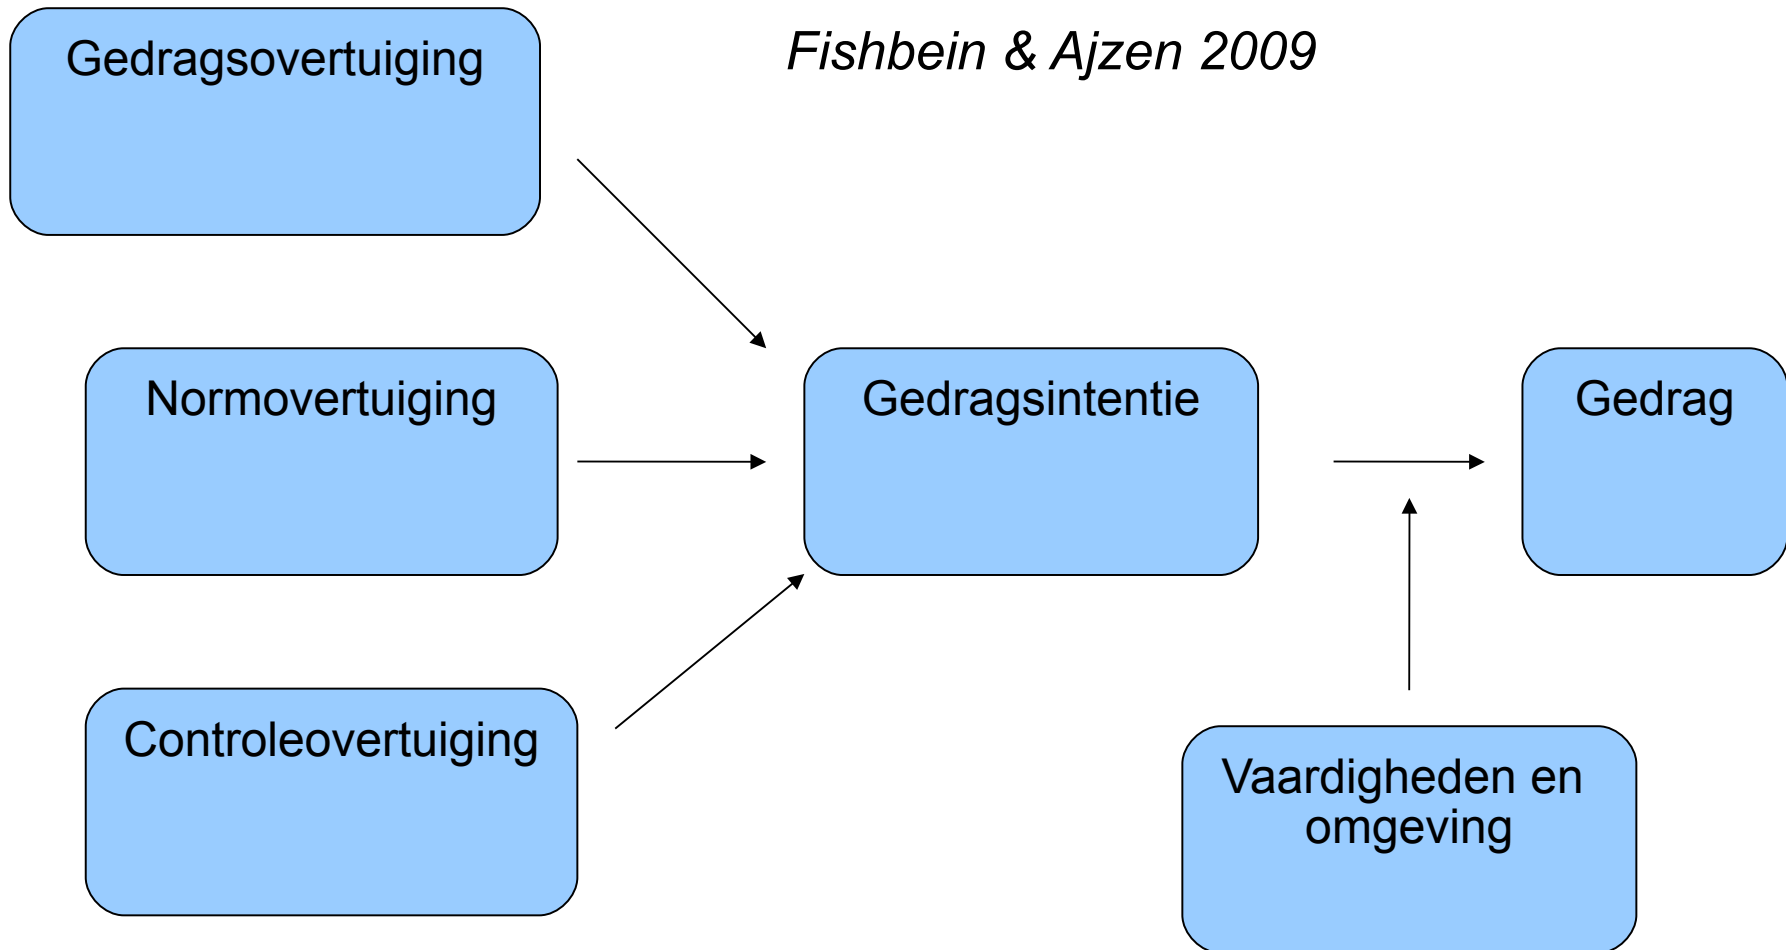 Gedragsovertuiging
Fishbein & Ajzen 2009
Normovertuiging
Gedragsintentie
Gedrag
Controleovertuiging
Vaardigheden en
omgeving